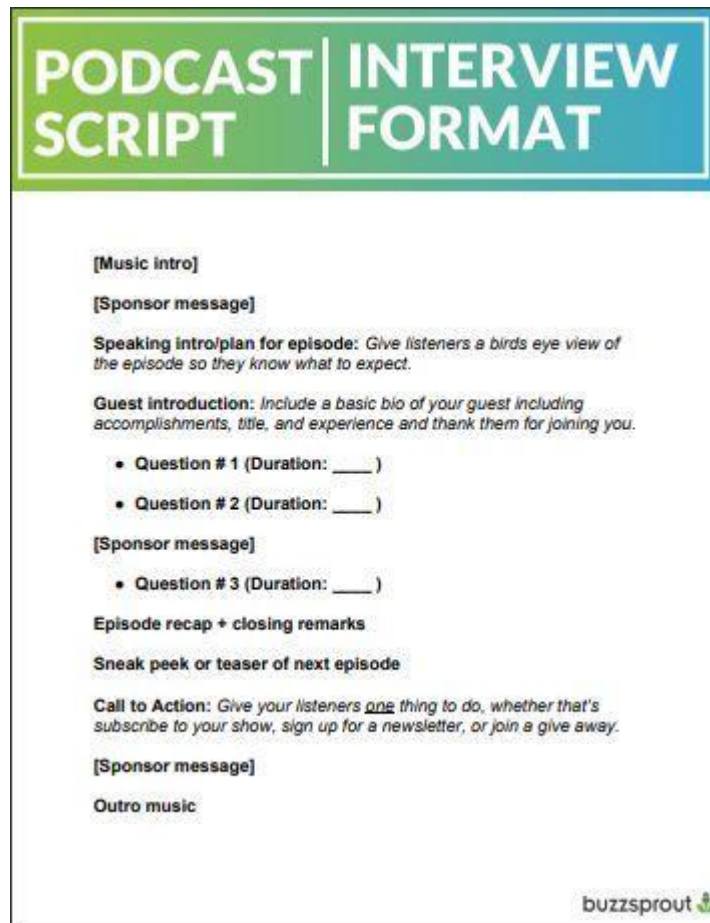 PODCAST
SCRIPT
INTERVIEW
FORMAT
[Music intro]
[Sponsor message]
Speaking intro/plan for episode: Give listeners a birds eye view of
the episode so they know what to expect.
Guest introduction: Include a basic bio of your guest including
accomplishments, title, and experience and thank them for joining you.
• Question # 1 (Duration: ____ )
• Question # 2 (Duration: ____ )
[Sponsor message]
• Question # 3 (Duration: ____ )
Episode recap + closing remarks
Sneak peek or teaser of next episode
Call to Action: Give your listeners one thing to do, whether that's
subscribe to your show, sign up for a newsletter, or join a give away.
[Sponsor message]
Outro music
buzzsprout